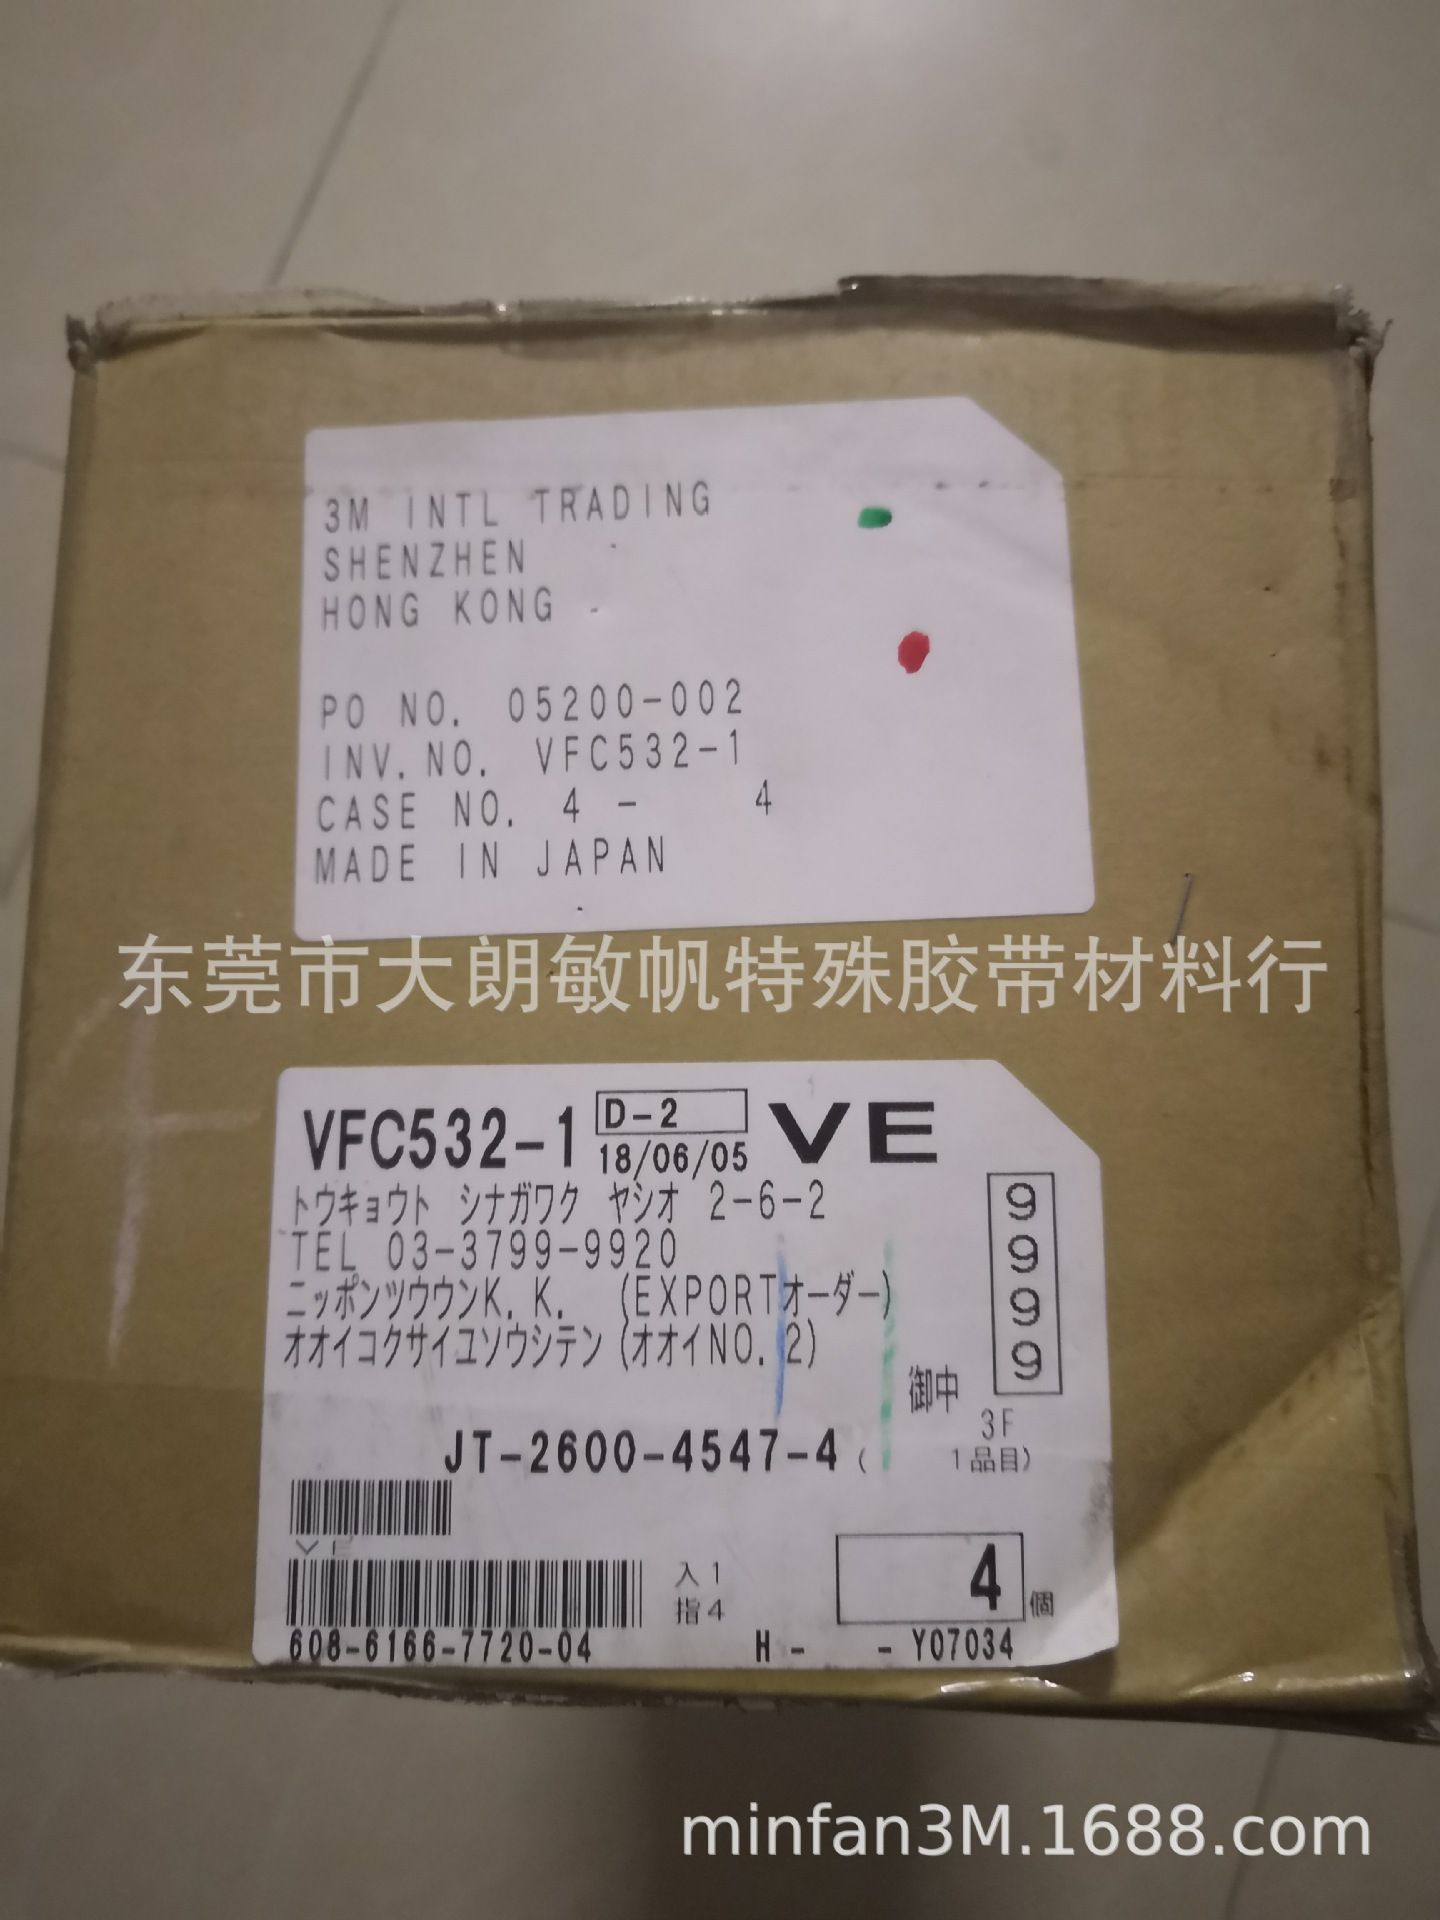 3M INTL TRADING
SHENZHEN
HONG KONG
PO NO. 05200-002
INV. NO. VFC532-1
CASE NO. 4 - 4
MADE IN JAPAN
东莞市大朗敏帆特殊胶带材料行
VFC532-1 D-2 VE
18/06/05
トウキョウト シナガワク ヤシオ 2-6-2
TEL 03-3799-9920
ニッポンツウウンK. K. (EXPORTオーダー)
オオイコクサイユソウシテン(オオイNO. 2)
9999
御中
3F
JT-2600-4547-4 ( 1品目)
VE
入1
指4
4個
608-6166-7720-04 H- -Y07034
minfan3M.1688.com